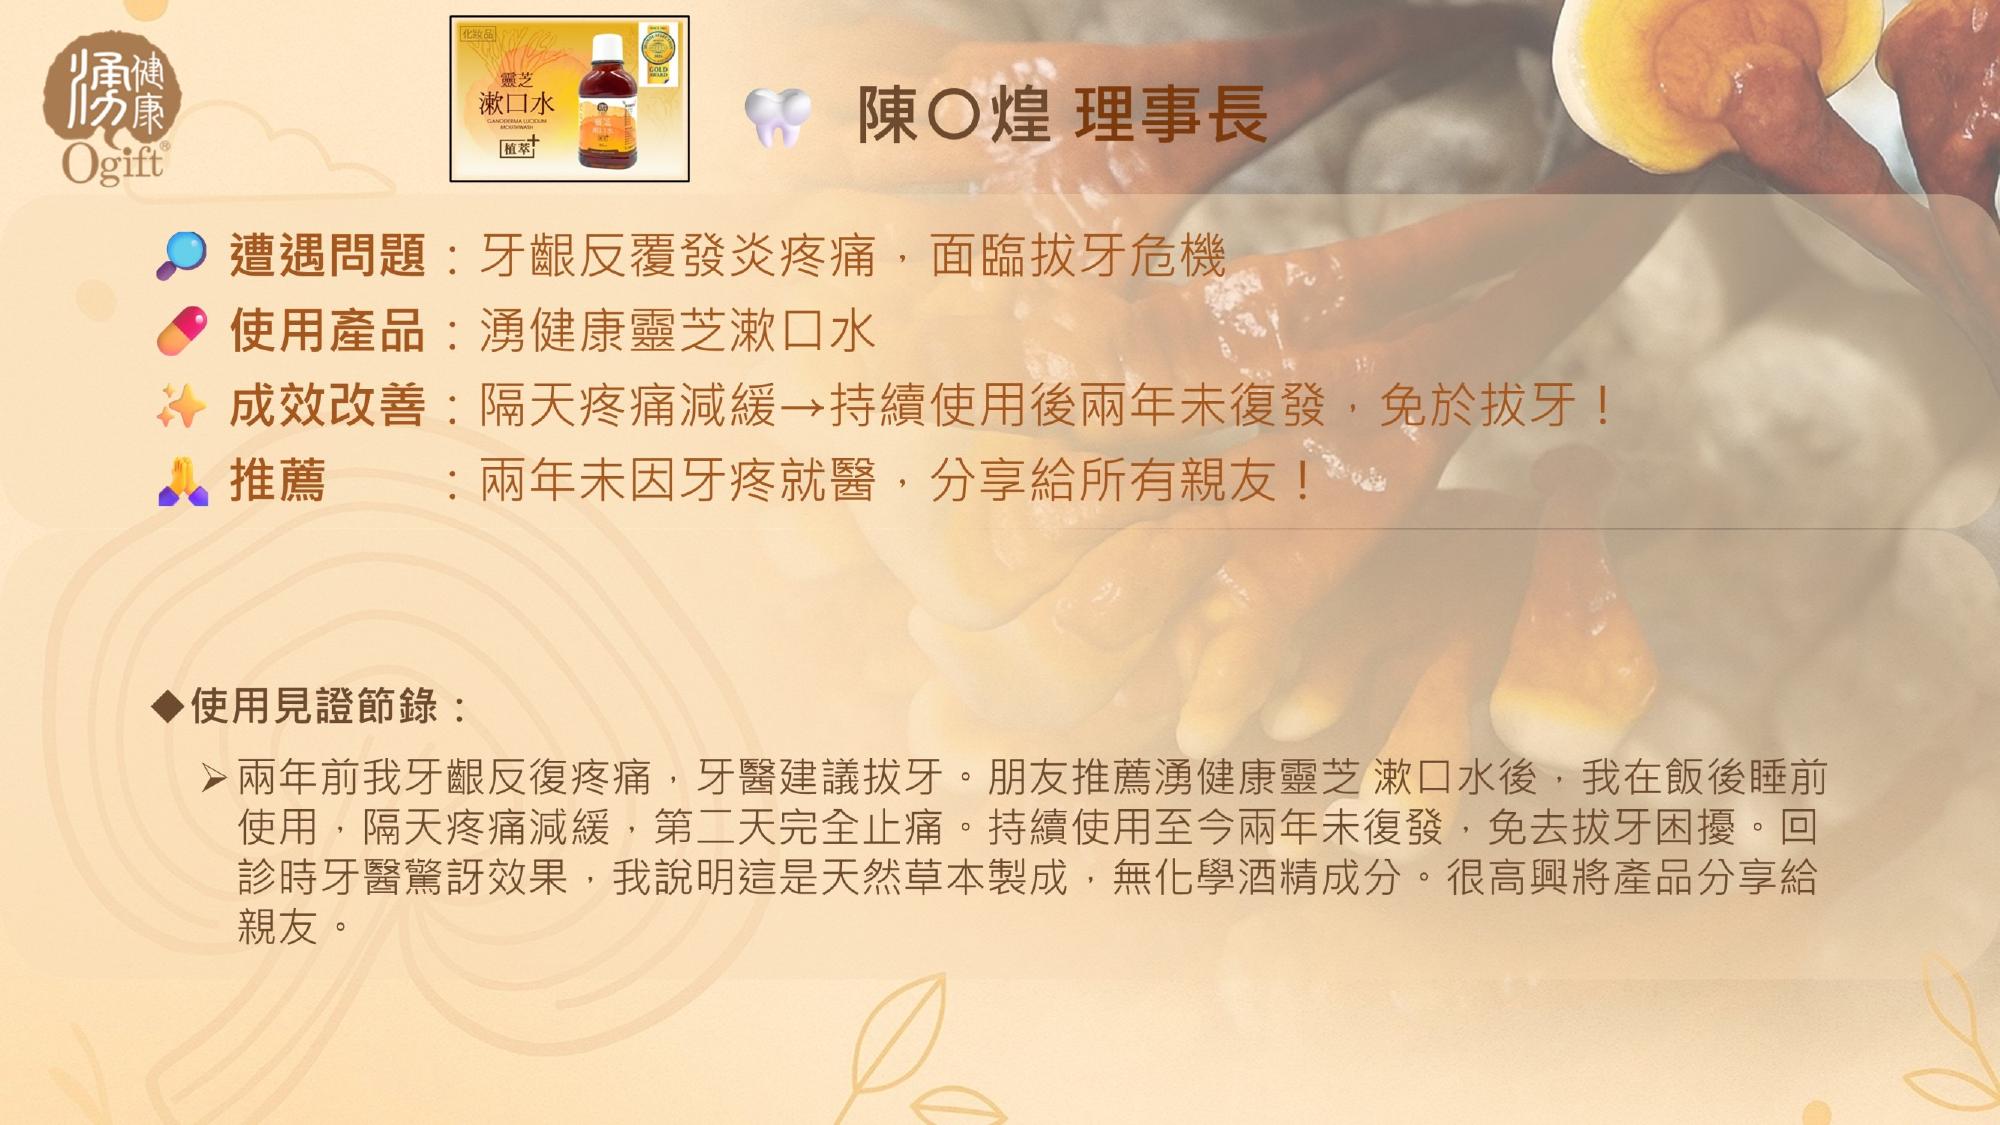 湧健康
Ogift®
化妝品
靈芝
漱口水
GANODERMA LUCIDUM
MOUTHWASH
植萃+
GOLD
AWARD
陳〇煌 理事長
遭遇問題：牙齦反覆發炎疼痛，面臨拔牙危機
使用產品：湧健康靈芝漱口水
成效改善：隔天疼痛減緩→持續使用後兩年未復發，免於拔牙！
推薦　　：兩年未因牙疼就醫，分享給所有親友！
◆使用見證節錄：
➢兩年前我牙齦反復疼痛，牙醫建議拔牙。朋友推薦湧健康靈芝 漱口水後，我在飯後睡前
使用，隔天疼痛減緩，第二天完全止痛。持續使用至今兩年未復發，免去拔牙困擾。回
診時牙醫驚訝效果，我說明這是天然草本製成，無化學酒精成分。很高興將產品分享給
親友。